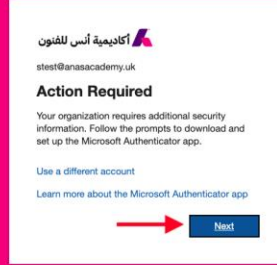 أكاديمية أنس للفنون
stest@anasacademy.uk
Action Required
Your organization requires additional security
information. Follow the prompts to download and
set up the Microsoft Authenticator app.
Use a different account
Learn more about the Microsoft Authenticator app
Next